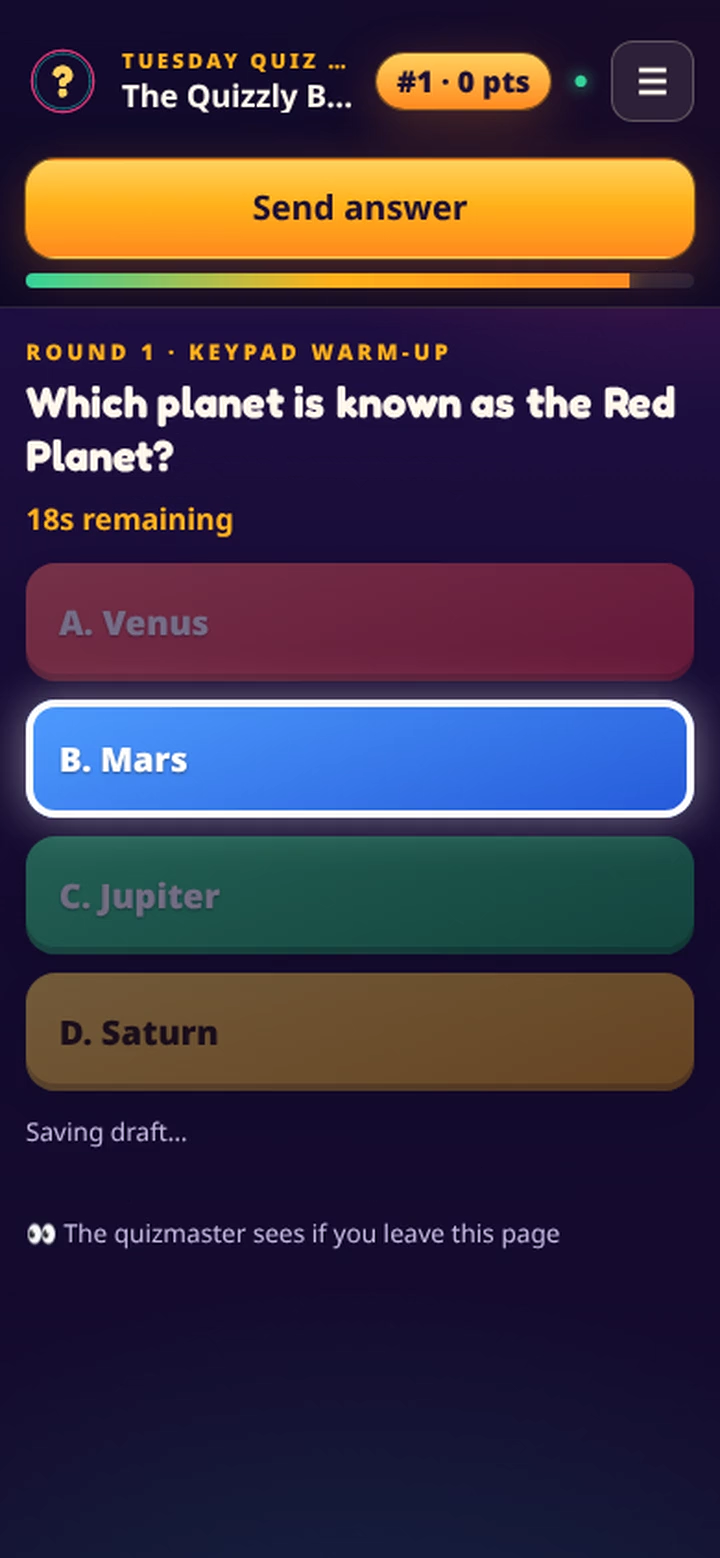 ?
TUESDAY QUIZ …
The Quizzly B…
#1 · 0 pts
Send answer
ROUND 1 · KEYPAD WARM-UP
Which planet is known as the Red
Planet?
18s remaining
A. Venus
B. Mars
C. Jupiter
D. Saturn
Saving draft…
👀 The quizmaster sees if you leave this page